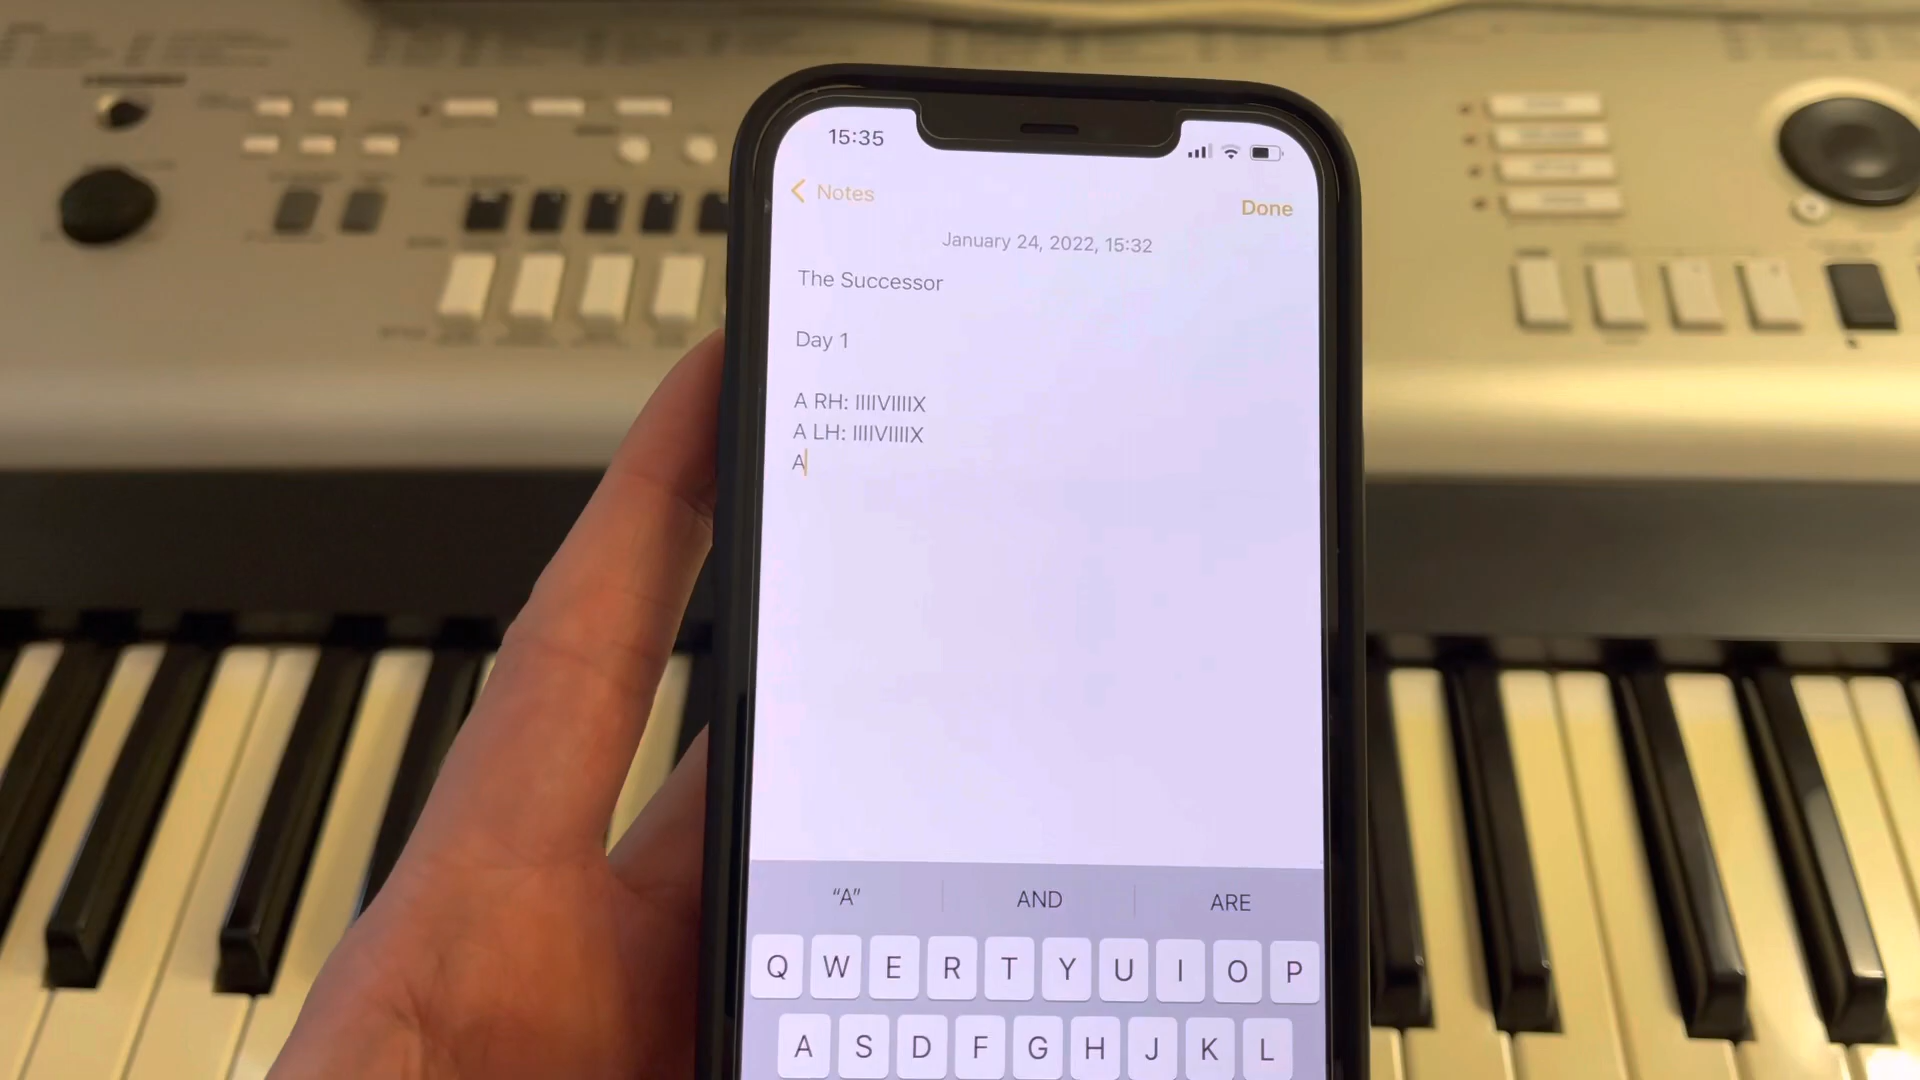 15:35
Notes
Done
January 24, 2022, 15:32
The Successor
Day 1
A RH: IIIIVIIIIX
A LH: IIIIVIIIIX
A
“A” AND ARE
Q W E R T Y U I O P
A S D F G H J K L